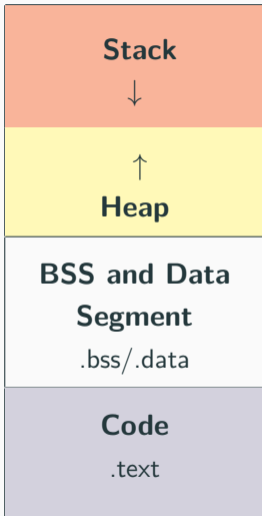 Stack
↓
↑
Heap
BSS and Data
Segment
.bss/.data
Code
.text